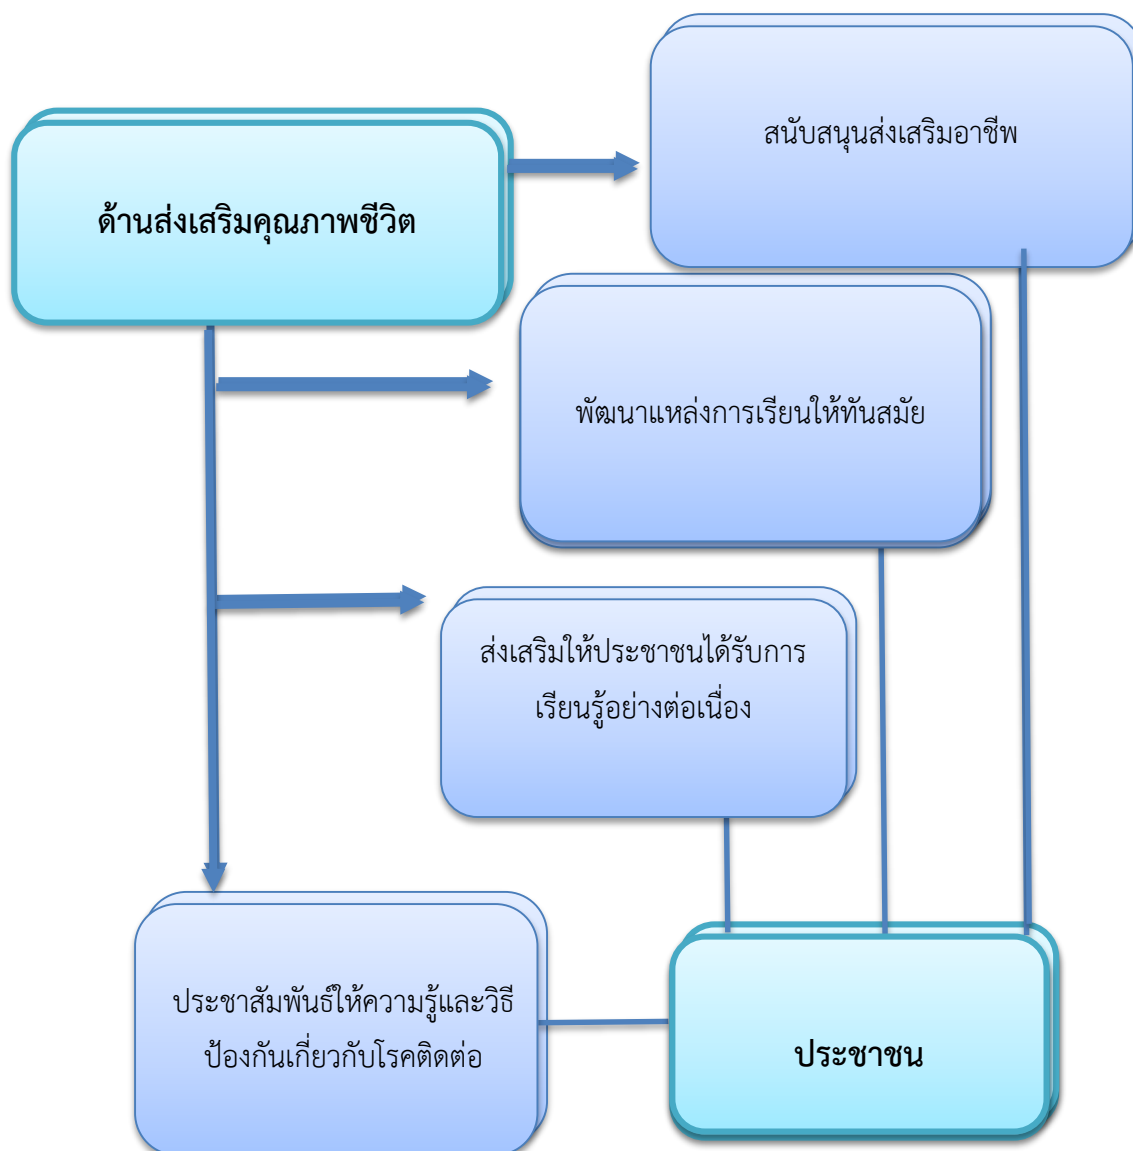 สนับสนุนส่งเสริมอาชีพ
ด้านส่งเสริมคุณภาพชีวิต
พัฒนาแหล่งการเรียนให้ทันสมัย
ส่งเสริมให้ประชาชนได้รับการ
เรียนรู้อย่างต่อเนื่อง
ประชาสัมพันธ์ให้ความรู้และวิธี
ป้องกันเกี่ยวกับโรคติดต่อ
ประชาชน